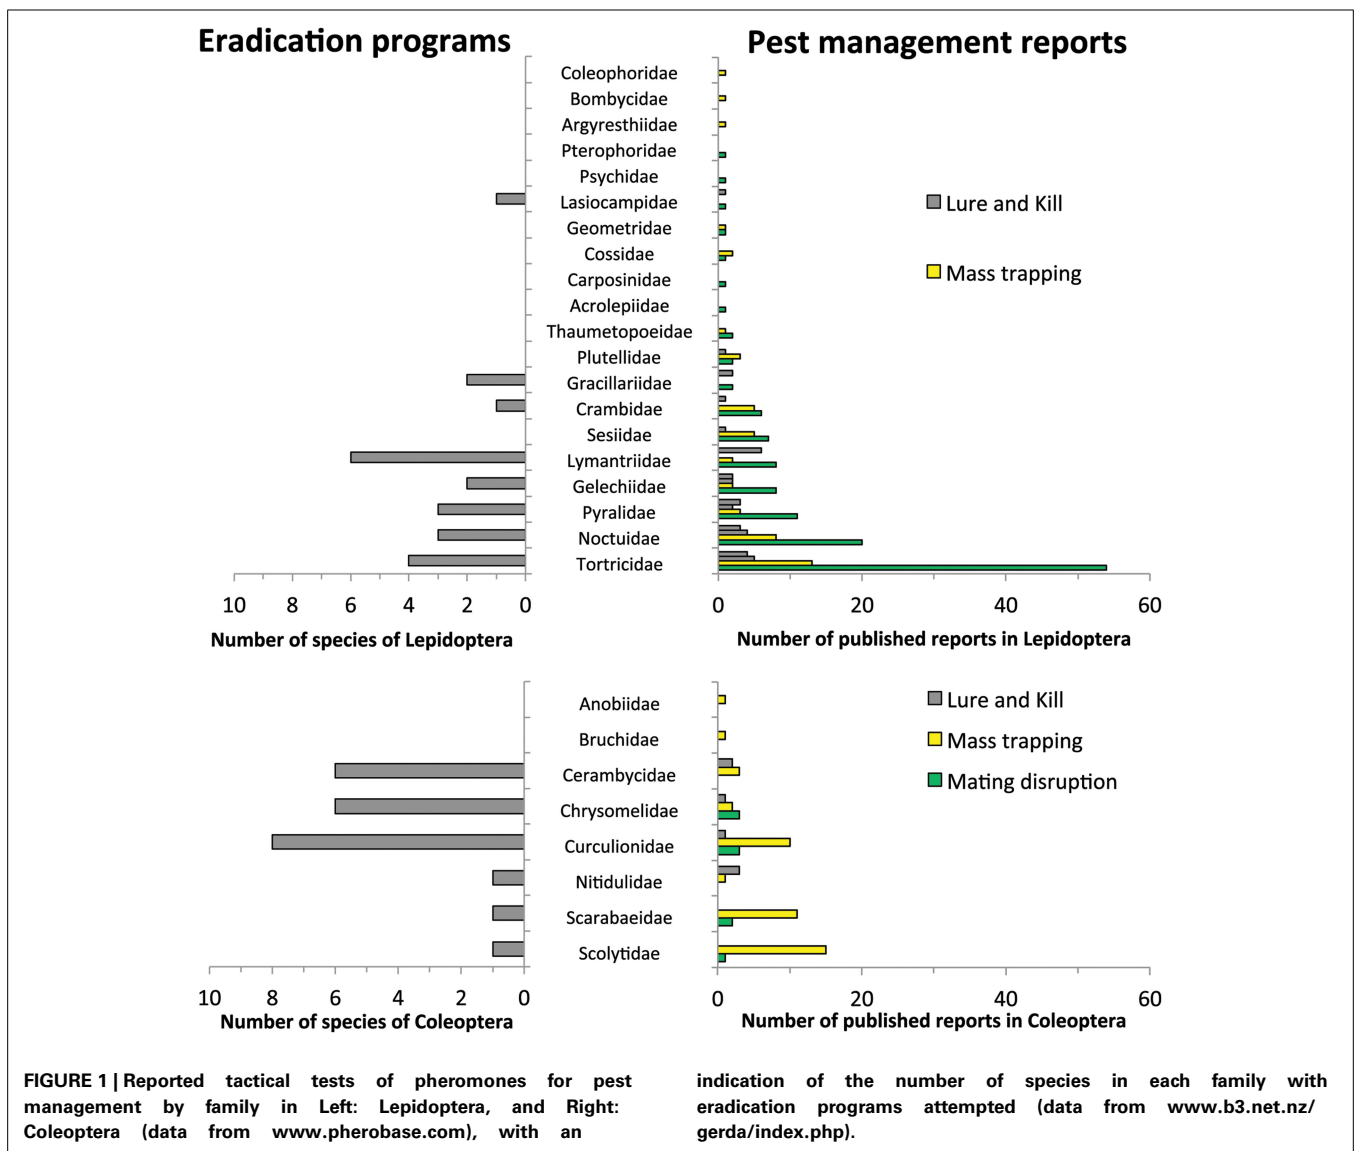 Eradication programs
Pest management reports
Coleophoridae
Bombycidae
Argyresthiidae
Pterophoridae
Psychidae
Lasiocampidae
Geometridae
Cossidae
Carposinidae
Acrolepiidae
Thaumetopoeidae
Plutellidae
Gracillariidae
Crambidae
Sesiidae
Lymantriidae
Gelechiidae
Pyralidae
Noctuidae
Tortricidae
Lure and Kill
Mass trapping
10 8 6 4 2 0
0 20 40 60
Number of species of Lepidoptera
Number of published reports in Lepidoptera
Anobiidae
Bruchidae
Cerambycidae
Chrysomelidae
Curculionidae
Nitidulidae
Scarabaeidae
Scolytidae
Lure and Kill
Mass trapping
Mating disruption
10 8 6 4 2 0
0 20 40 60
Number of species of Coleoptera
Number of published reports in Coleoptera
FIGURE 1 | Reported tactical tests of pheromones for pest
management by family in Left: Lepidoptera, and Right:
Coleoptera (data from www.pherobase.com), with an
indication of the number of species in each family with
eradication programs attempted (data from www.b3.net.nz/
gerda/index.php).